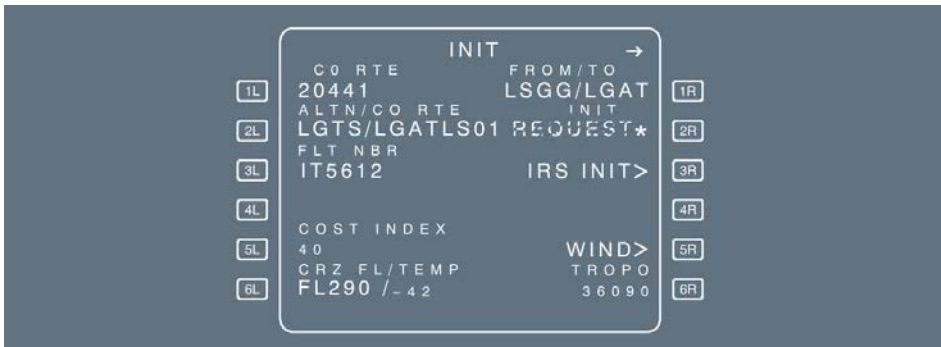 INIT →
C0 RTE FROM/TO
1L 20441 LSGG/LGAT 1R
ALTN/CO RTE INIT
2L LGTS/LGATLS01 REQUEST* 2R
FLT NBR
3L IT5612 IRS INIT> 3R
4L 4R
COST INDEX
5L 40 WIND> 5R
CRZ FL/TEMP TROPO
6L FL290 /-42 36090 6R